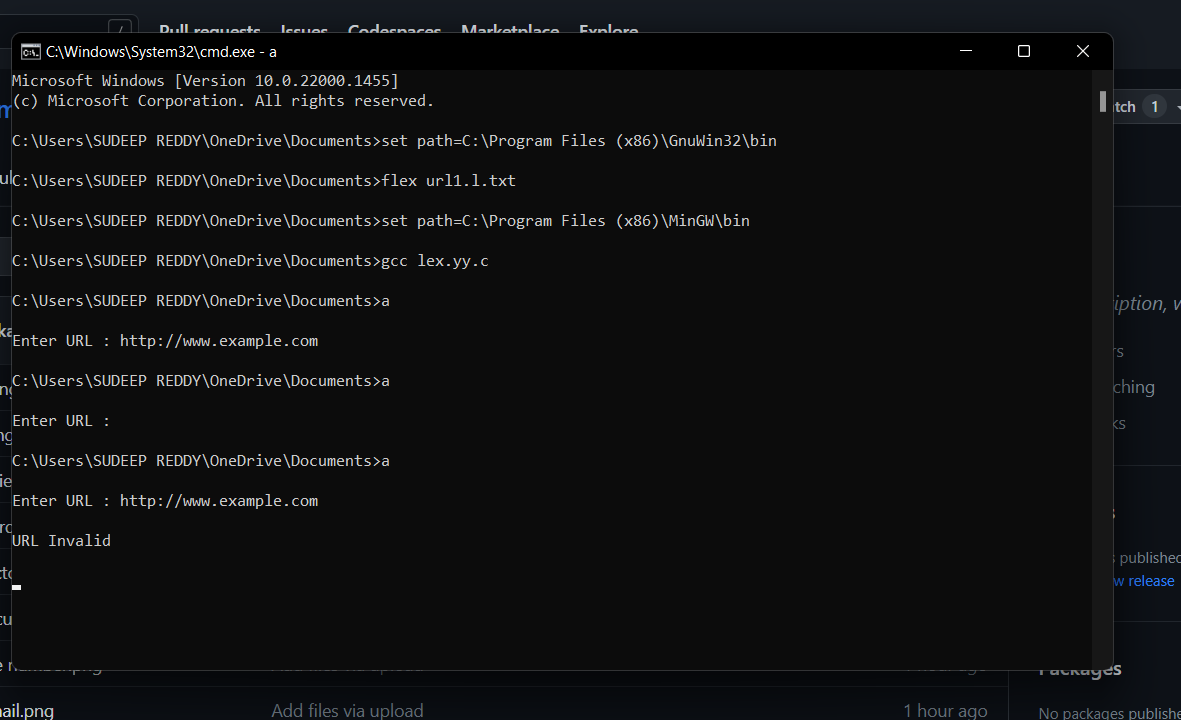 Pull requests Issues Codespaces Marketplace Explore
C:\Windows\System32\cmd.exe - a
Microsoft Windows [Version 10.0.22000.1455]
(c) Microsoft Corporation. All rights reserved.
C:\Users\SUDEEP REDDY\OneDrive\Documents>set path=C:\Program Files (x86)\GnuWin32\bin
C:\Users\SUDEEP REDDY\OneDrive\Documents>flex url1.l.txt
C:\Users\SUDEEP REDDY\OneDrive\Documents>set path=C:\Program Files (x86)\MinGW\bin
C:\Users\SUDEEP REDDY\OneDrive\Documents>gcc lex.yy.c
C:\Users\SUDEEP REDDY\OneDrive\Documents>a
Enter URL : http://www.example.com
C:\Users\SUDEEP REDDY\OneDrive\Documents>a
Enter URL :
C:\Users\SUDEEP REDDY\OneDrive\Documents>a
Enter URL : http://www.example.com
URL Invalid
tch 1
iption, w
rs
ching
ks
s published
w release
Packages
No packages publishe
ail.png Add files via upload 1 hour ago